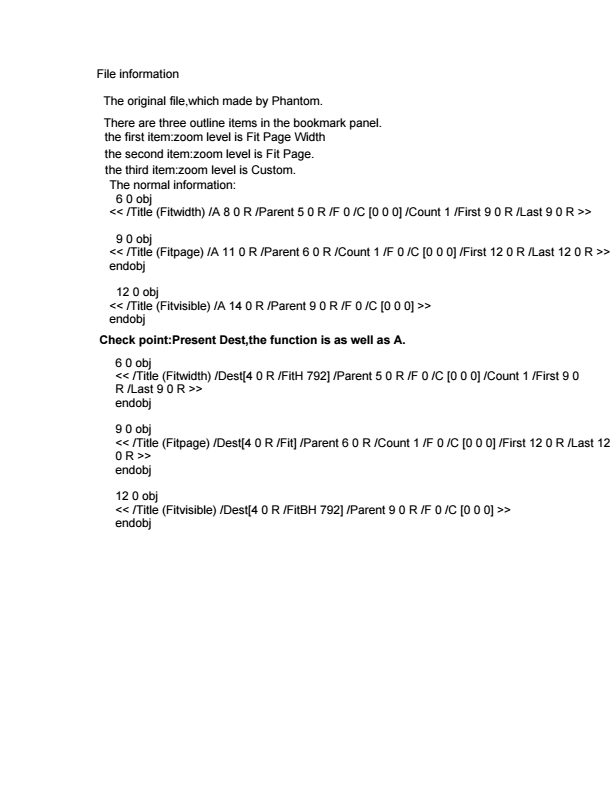 File information
The original file,which made by Phantom.
There are three outline items in the bookmark panel.
the first item:zoom level is Fit Page Width
the second item:zoom level is Fit Page.
the third item:zoom level is Custom.
The normal information:
6 0 obj
<< /Title (Fitwidth) /A 8 0 R /Parent 5 0 R /F 0 /C [0 0 0] /Count 1 /First 9 0 R /Last 9 0 R >>
9 0 obj
<< /Title (Fitpage) /A 11 0 R /Parent 6 0 R /Count 1 /F 0 /C [0 0 0] /First 12 0 R /Last 12 0 R >>
endobj
12 0 obj
<< /Title (Fitvisible) /A 14 0 R /Parent 9 0 R /F 0 /C [0 0 0] >>
endobj
Check point:Present Dest,the function is as well as A.
6 0 obj
<< /Title (Fitwidth) /Dest[4 0 R /FitH 792] /Parent 5 0 R /F 0 /C [0 0 0] /Count 1 /First 9 0
R /Last 9 0 R >>
endobj
9 0 obj
<< /Title (Fitpage) /Dest[4 0 R /Fit] /Parent 6 0 R /Count 1 /F 0 /C [0 0 0] /First 12 0 R /Last 12
0 R >>
endobj
12 0 obj
<< /Title (Fitvisible) /Dest[4 0 R /FitBH 792] /Parent 9 0 R /F 0 /C [0 0 0] >>
endobj